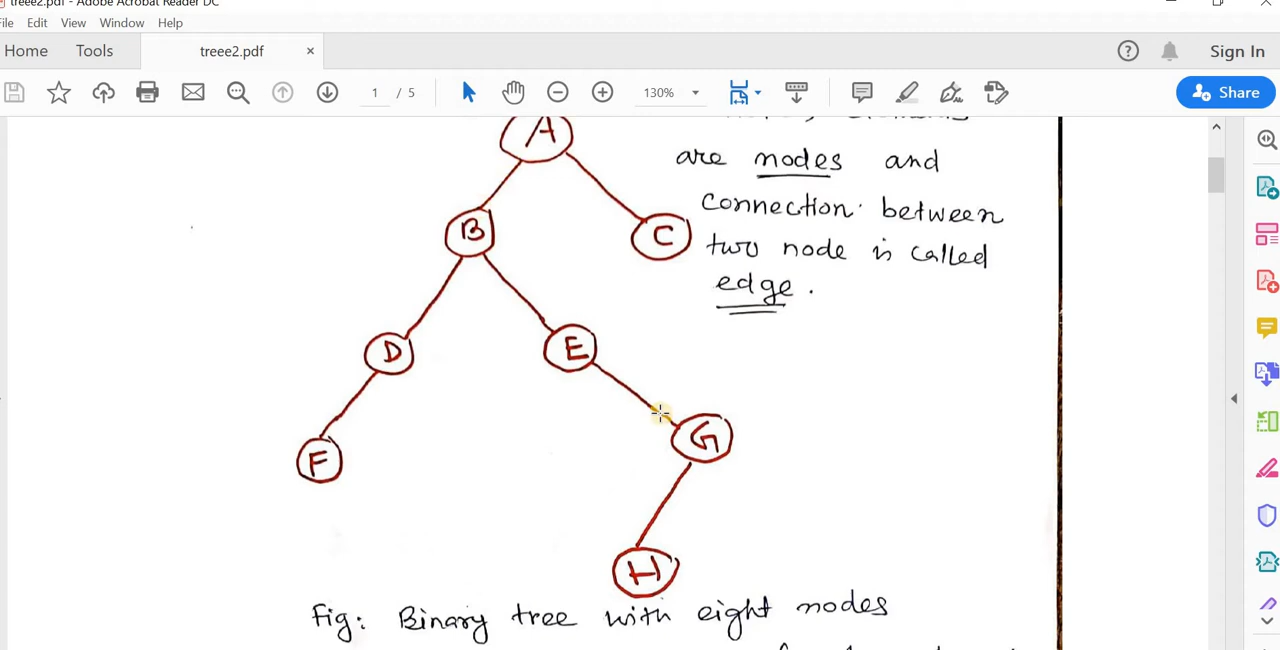 treee2.pdf - Adobe Acrobat Reader DC
File Edit View Window Help
Home Tools treee2.pdf × Sign In
1 / 5 130% Share
A
are nodes and
connection between
B C
two node is called
edge.
D E
G
F
H
Fig: Binary tree with eight nodes